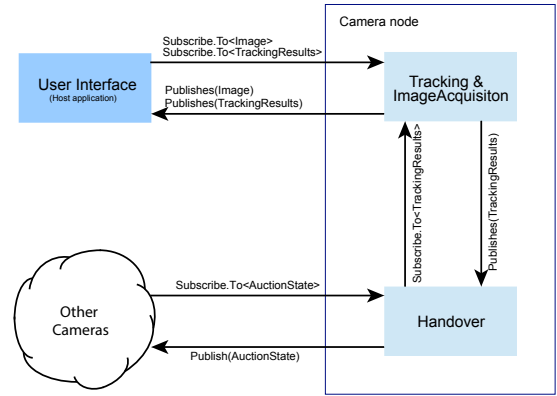 Camera node
Subscribe.To<Image>
Subscribe.To<TrackingResults>
User Interface
(Host application)
Publishes(Image)
Publishes(TrackingResults)
Tracking &
ImageAcquisiton
Subscribe.To<TrackingResults>
Publishes(TrackingResults)
Subscribe.To<AuctionState>
Other
Cameras
Handover
Publish(AuctionState)